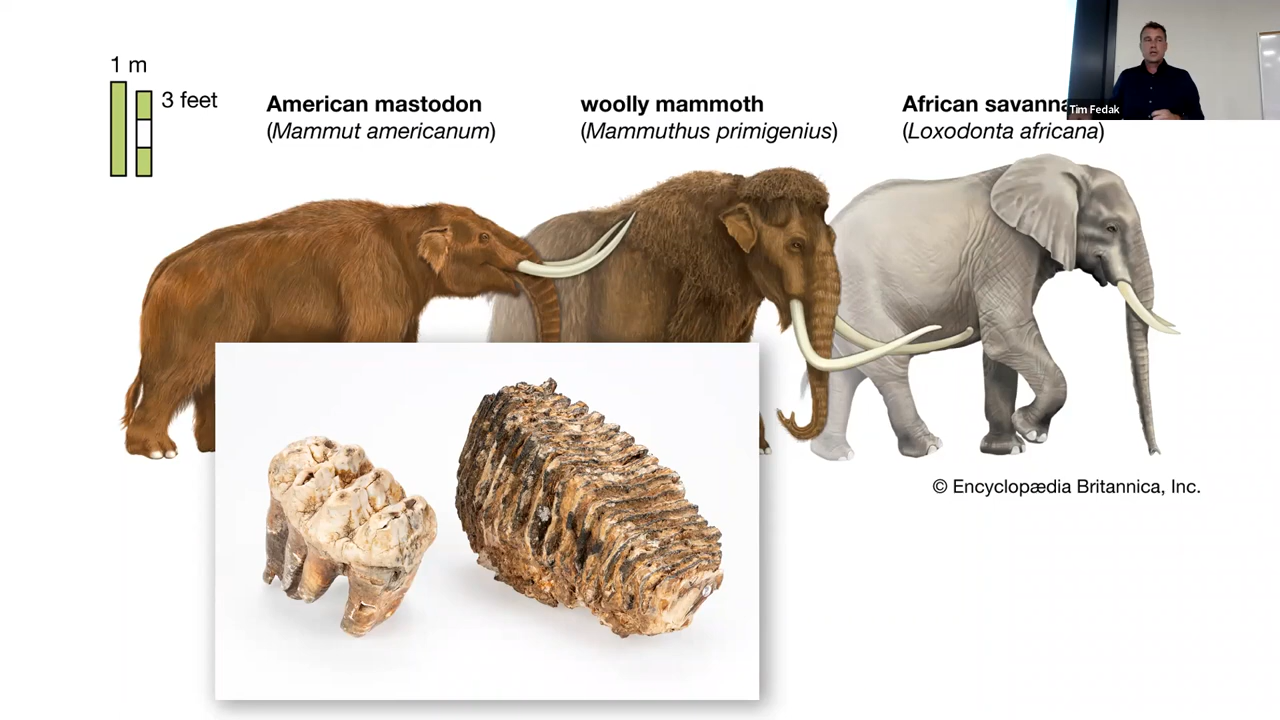 1 m
3 feet
American mastodon
(Mammut americanum)
woolly mammoth
(Mammuthus primigenius)
African savanna
(Loxodonta africana)
Tim Fedak
© Encyclopædia Britannica, Inc.